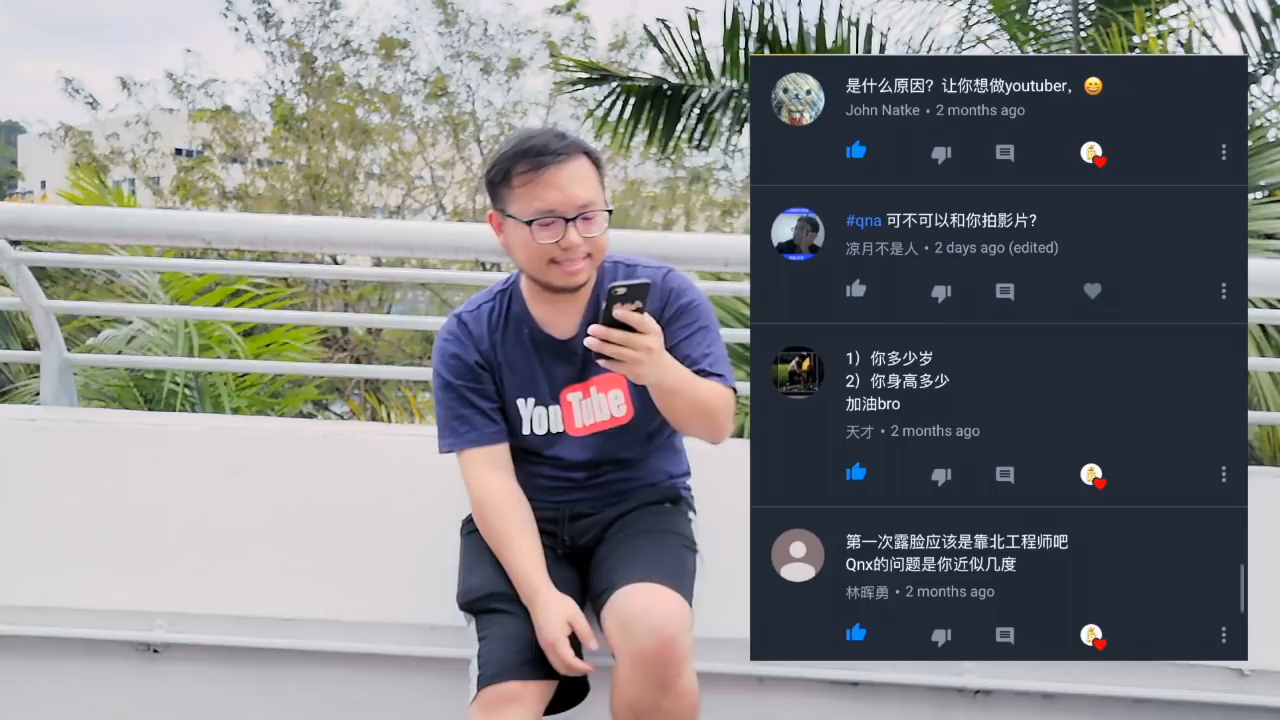 是什么原因？让你想做youtuber，😄
John Natke • 2 months ago
#qna 可不可以和你拍影片?
凉月不是人 • 2 days ago (edited)
1）你多少岁
2）你身高多少
加油bro
天才 • 2 months ago
第一次露脸应该是靠北工程师吧
Qnx的问题是你近似几度
林晖勇 • 2 months ago
YouTube